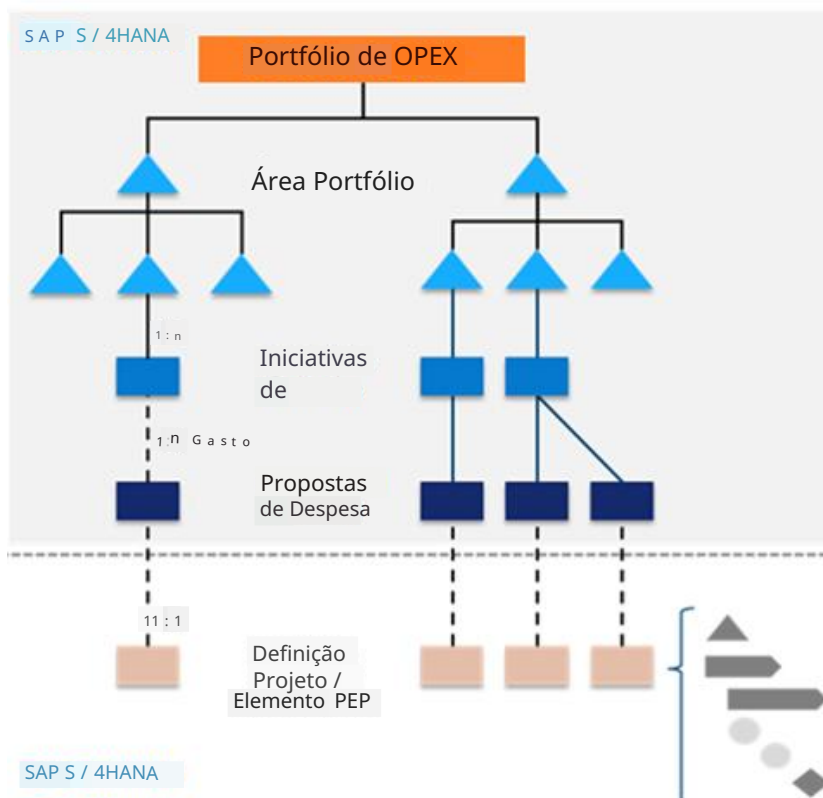 SAP S / 4HANA
Portfólio de OPEX
Área Portfólio
1 : n
Iniciativas
de
1:n Gasto
Propostas
de Despesa
11 : 1
Definição
Projeto /
Elemento PEP
SAP S / 4HANA